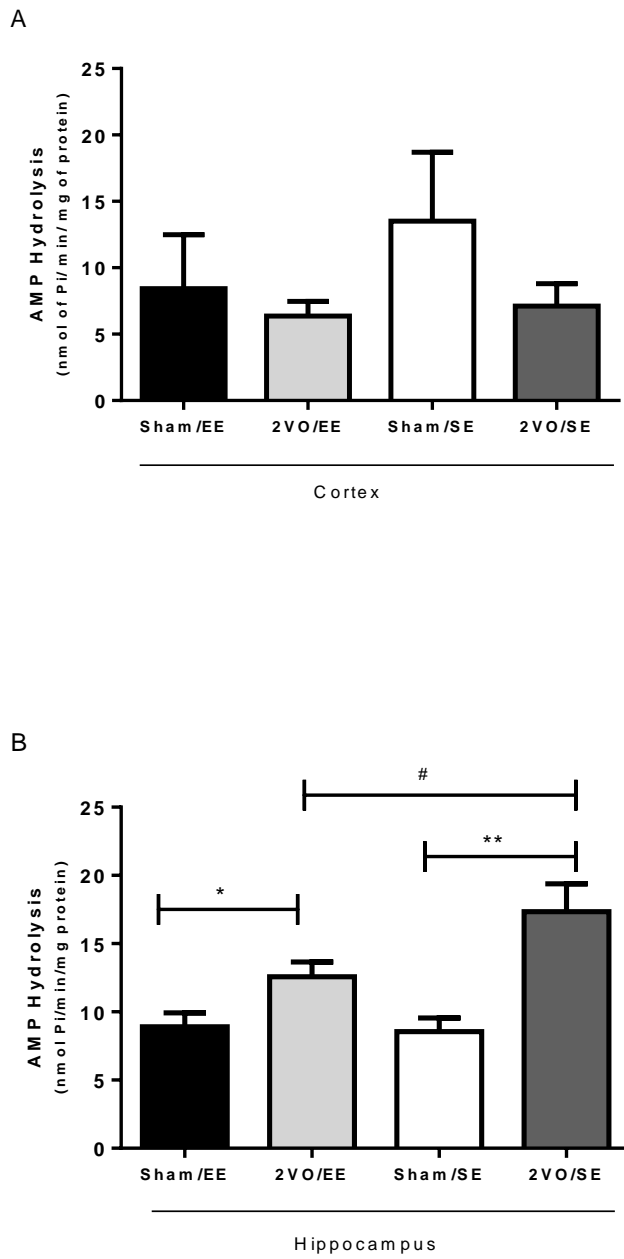 A
25
20
15
10
5
0
AMP Hydrolysis
(nmol of Pi/min/mg of protein)
Sham/EE 2VO/EE Sham/SE 2VO/SE
Cortex
B
#
**
*
25
20
15
10
5
0
AMP Hydrolysis
(nmol Pi/min/mg protein)
Sham/EE 2VO/EE Sham/SE 2VO/SE
Hippocampus